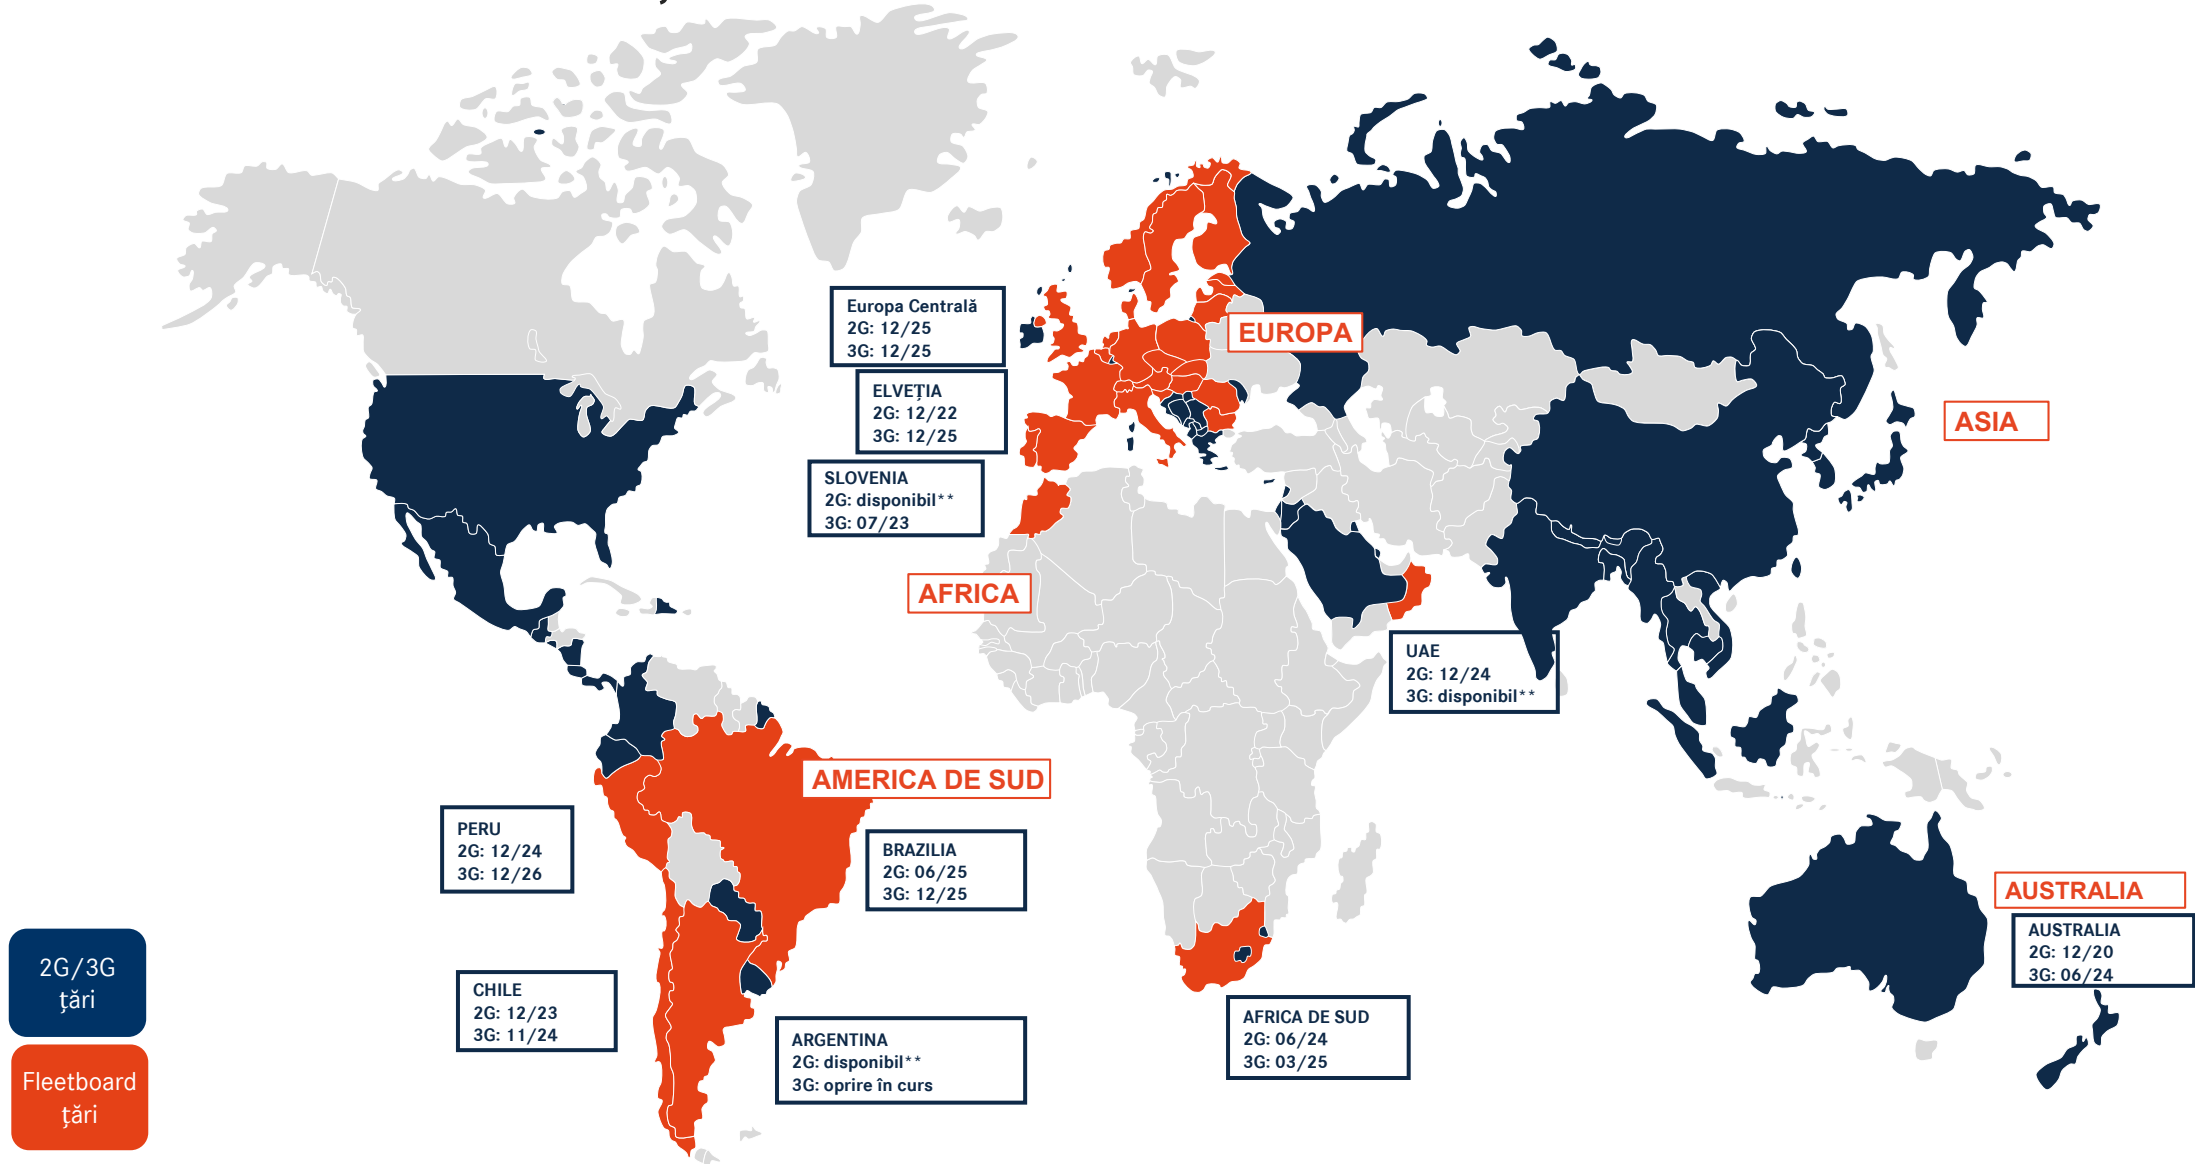 Europa Centrală
2G: 12/25
3G: 12/25
EUROPA
ELVEȚIA
2G: 12/22
3G: 12/25
ASIA
SLOVENIA
2G: disponibil**
3G: 07/23
AFRICA
UAE
2G: 12/24
3G: disponibil**
AMERICA DE SUD
PERU
2G: 12/24
3G: 12/26
BRAZILIA
2G: 06/25
3G: 12/25
AUSTRALIA
AUSTRALIA
2G: 12/20
3G: 06/24
2G/3G
țări
CHILE
2G: 12/23
3G: 11/24
AFRICA DE SUD
2G: 06/24
3G: 03/25
ARGENTINA
2G: disponibil**
3G: oprire în curs
Fleetboard
țări